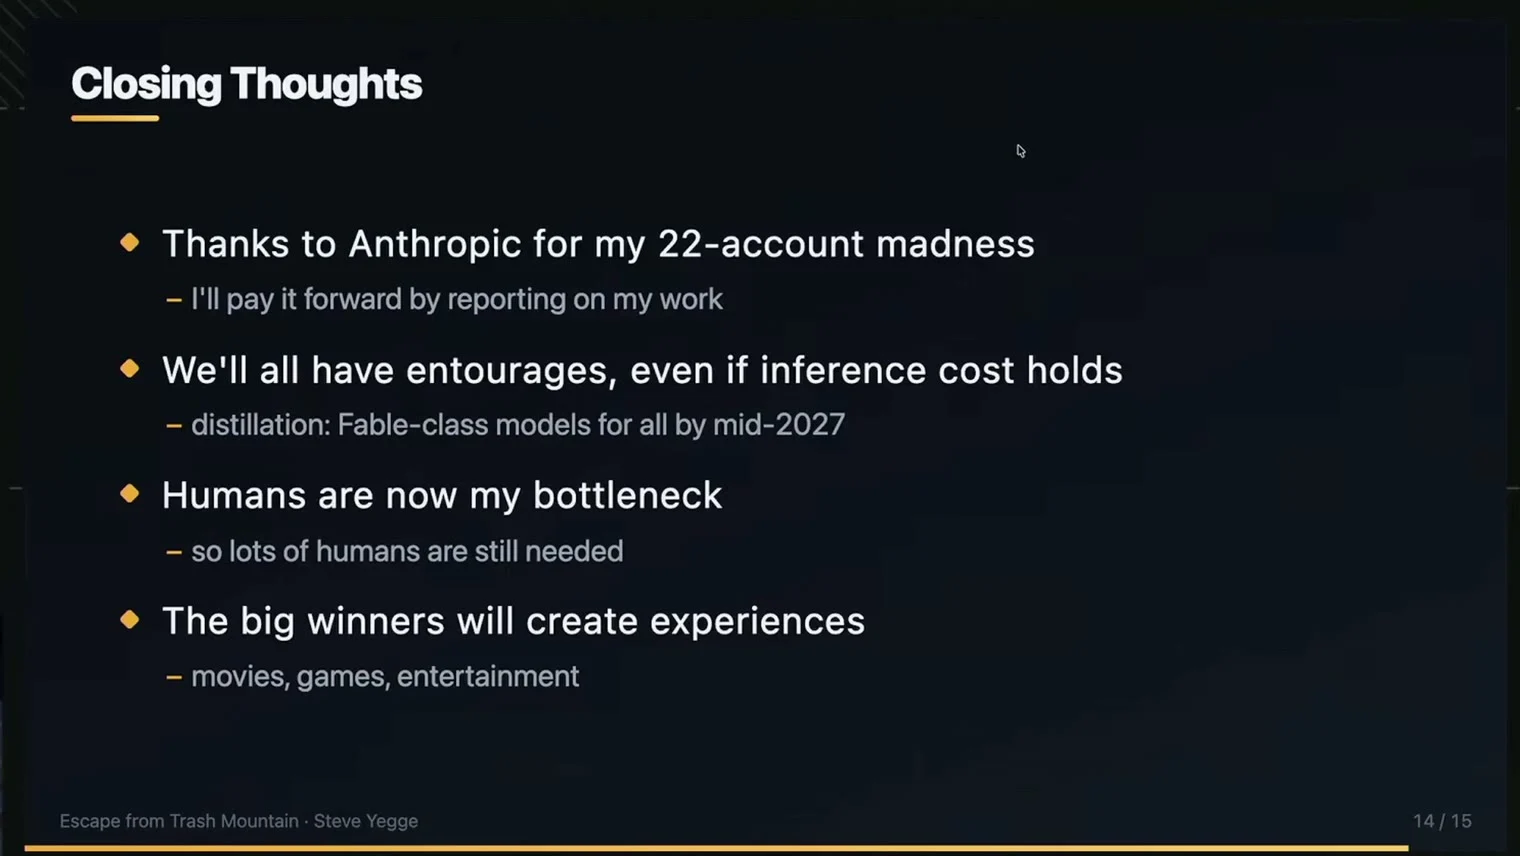 Closing Thoughts
Thanks to Anthropic for my 22-account madness
– I'll pay it forward by reporting on my work
We'll all have entourages, even if inference cost holds
– distillation: Fable-class models for all by mid-2027
Humans are now my bottleneck
– so lots of humans are still needed
The big winners will create experiences
– movies, games, entertainment
Escape from Trash Mountain · Steve Yegge
14 / 15